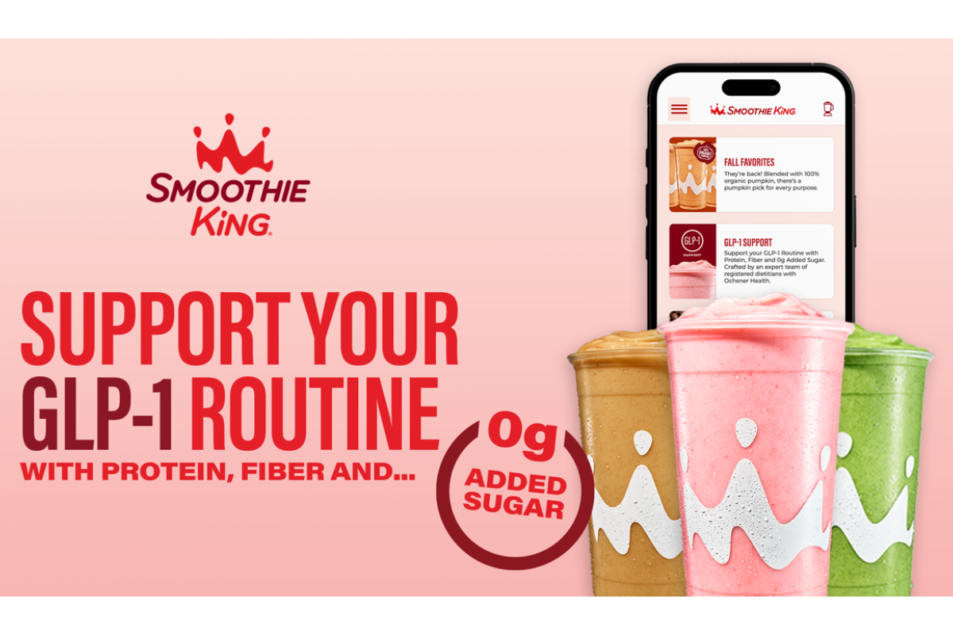 SMOOTHIE
KING
SUPPORT YOUR
GLP-1 ROUTINE
WITH PROTEIN, FIBER AND...
0g
ADDED
SUGAR
SMOOTHIE KING
FALL FAVORITES
They're back! Blended with 100%
organic pumpkin, there's a
pumpkin pick for every purpose.
GLP-1
SUPPORT
GLP-1 SUPPORT
Support your GLP-1 Routine with
Protein, Fiber and 0g Added Sugar.
Crafted by an expert team of
registered dietitians with
Ochsner Health.